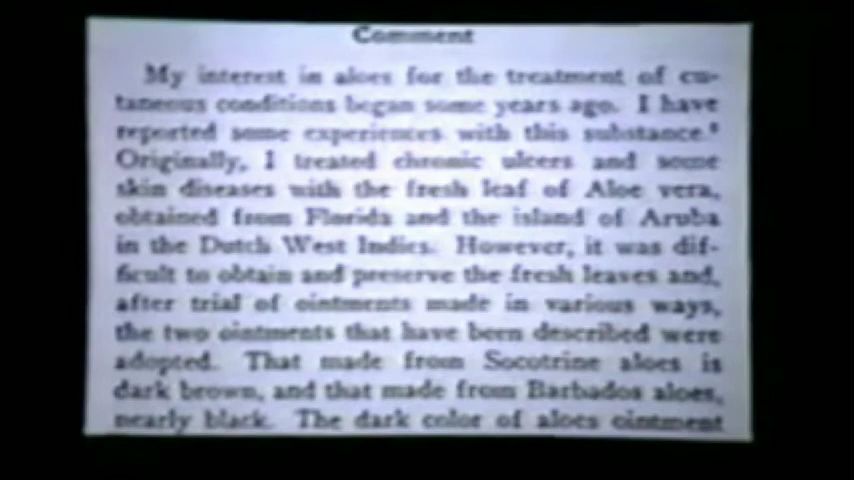 Comment
My interest in aloes for the treatment of cu-
taneous conditions began some years ago. I have
reported some experiences with this substance.⁸
Originally, I treated chronic ulcers and some
skin diseases with the fresh leaf of Aloe vera,
obtained from Florida and the island of Aruba
in the Dutch West Indies. However, it was dif-
ficult to obtain and preserve the fresh leaves and,
after trial of ointments made in various ways,
the two ointments that have been described were
adopted. That made from Socotrine aloes is
dark brown, and that made from Barbados aloes,
nearly black. The dark color of aloes ointment